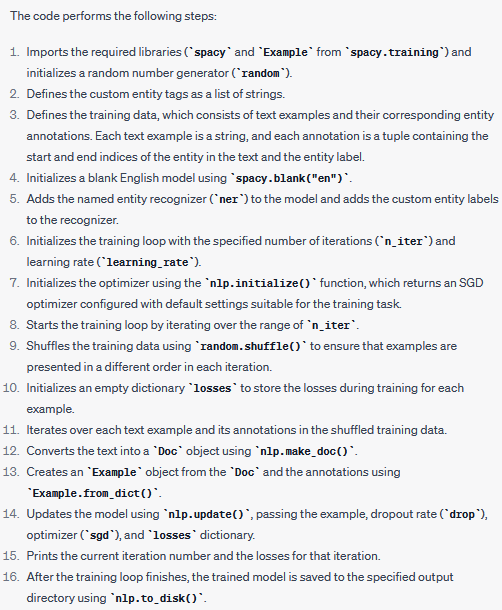 The code performs the following steps:
1. Imports the required libraries (`spacy` and `Example` from `spacy.training`) and
initializes a random number generator (`random`).
2. Defines the custom entity tags as a list of strings.
3. Defines the training data, which consists of text examples and their corresponding entity
annotations. Each text example is a string, and each annotation is a tuple containing the
start and end indices of the entity in the text and the entity label.
4. Initializes a blank English model using `spacy.blank("en")`.
5. Adds the named entity recognizer (`ner`) to the model and adds the custom entity labels
to the recognizer.
6. Initializes the training loop with the specified number of iterations (`n_iter`) and
learning rate (`learning_rate`).
7. Initializes the optimizer using the `nlp.initialize()` function, which returns an SGD
optimizer configured with default settings suitable for the training task.
8. Starts the training loop by iterating over the range of `n_iter`.
9. Shuffles the training data using `random.shuffle()` to ensure that examples are
presented in a different order in each iteration.
10. Initializes an empty dictionary `losses` to store the losses during training for each
example.
11. Iterates over each text example and its annotations in the shuffled training data.
12. Converts the text into a `Doc` object using `nlp.make_doc()`.
13. Creates an `Example` object from the `Doc` and the annotations using
`Example.from_dict()`.
14. Updates the model using `nlp.update()`, passing the example, dropout rate (`drop`),
optimizer (`sgd`), and `losses` dictionary.
15. Prints the current iteration number and the losses for that iteration.
16. After the training loop finishes, the trained model is saved to the specified output
directory using `nlp.to_disk()`.